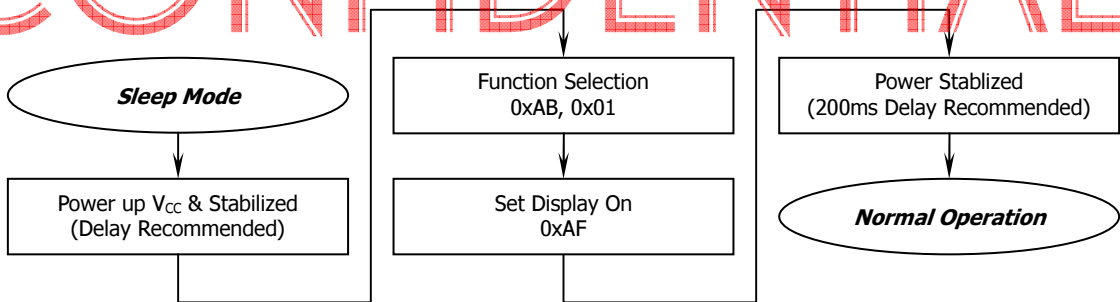 CONFIDENTIAL
Sleep Mode
Power up VCC & Stabilized
(Delay Recommended)
Function Selection
0xAB, 0x01
Set Display On
0xAF
Power Stablized
(200ms Delay Recommended)
Normal Operation